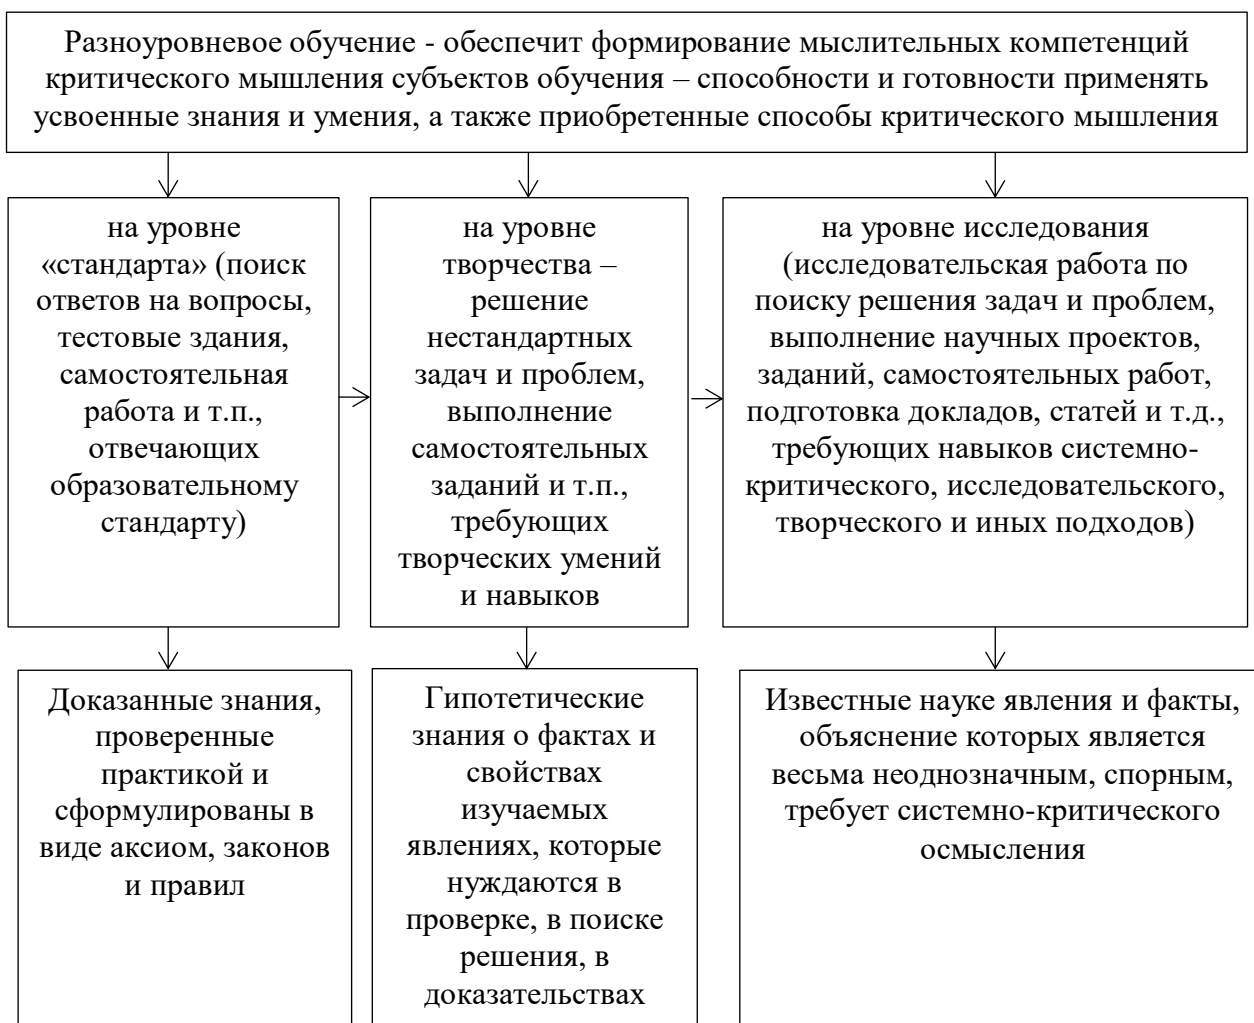 Разноуровневое обучение - обеспечит формирование мыслительных компетенций
критического мышления субъектов обучения – способности и готовности применять
усвоенные знания и умения, а также приобретенные способы критического мышления
на уровне
«стандарта» (поиск
ответов на вопросы,
тестовые здания,
самостоятельная
работа и т.п.,
отвечающих
образовательному
стандарту)
на уровне
творчества –
решение
нестандартных
задач и проблем,
выполнение
самостоятельных
заданий и т.п.,
требующих
творческих умений
и навыков
на уровне исследования
(исследовательская работа по
поиску решения задач и проблем,
выполнение научных проектов,
заданий, самостоятельных работ,
подготовка докладов, статей и т.д.,
требующих навыков системно-
критического, исследовательского,
творческого и иных подходов)
Доказанные знания,
проверенные
практикой и
сформулированы в
виде аксиом, законов
и правил
Гипотетические
знания о фактах и
свойствах
изучаемых
явлениях, которые
нуждаются в
проверке, в поиске
решения, в
доказательствах
Известные науке явления и факты,
объяснение которых является
весьма неоднозначным, спорным,
требует системно-критического
осмысления